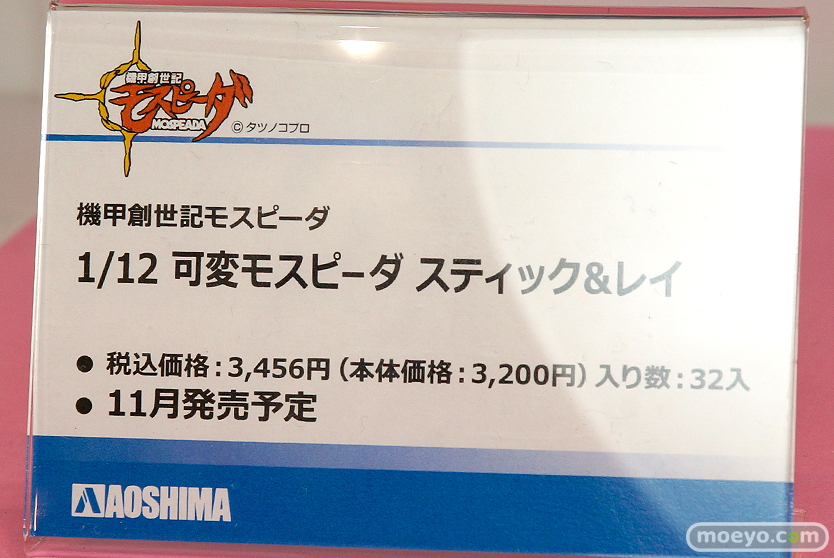 機甲創世記
モスピーダ
MOSPEADA
©タツノコプロ
機甲創世記モスピーダ
1/12 可変モスピーダ スティック&レイ
● 税込価格:3,456円(本体価格:3,200円)入り数:32入
● 11月発売予定
AOSHIMA
moeyo.com